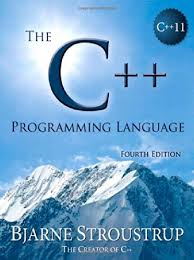 C++11
THE
C++
PROGRAMMING LANGUAGE
FOURTH EDITION
BJARNE STROUSTRUP
THE CREATOR OF C++